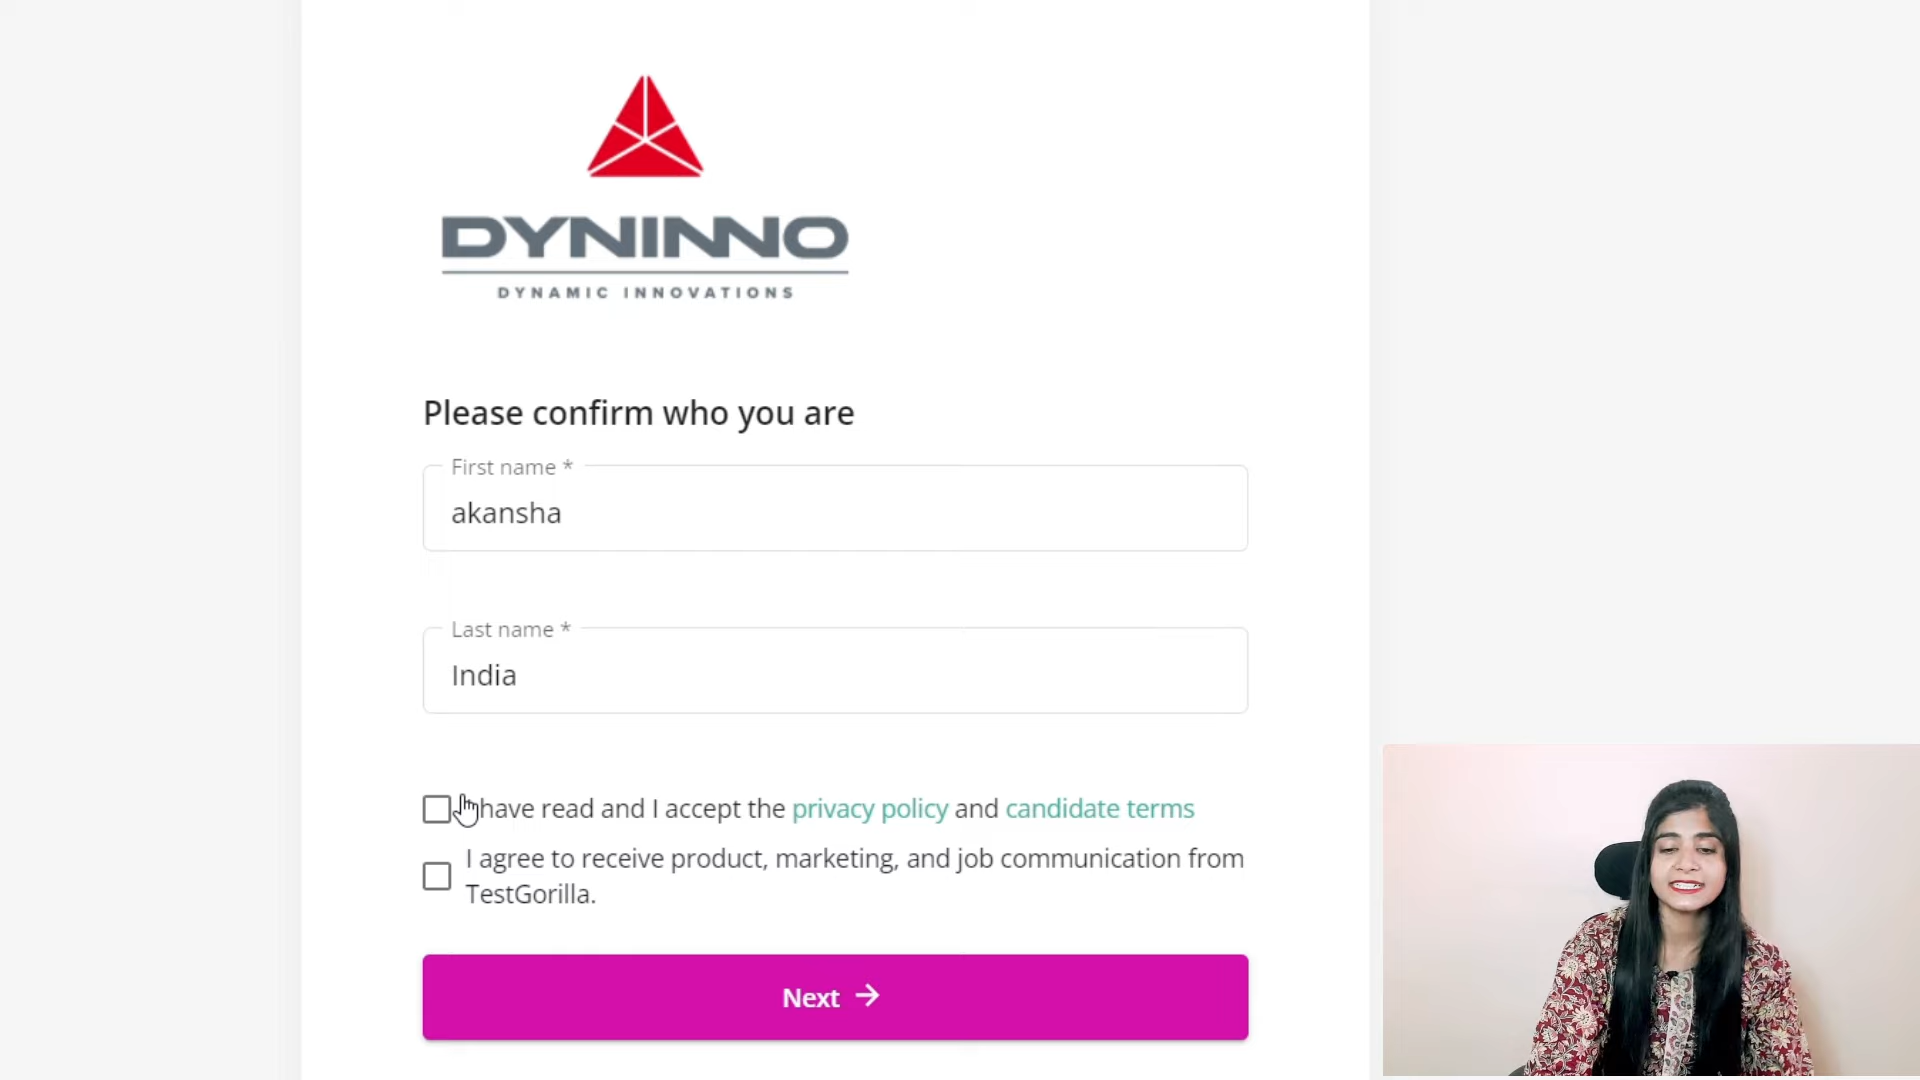 DYNINNO
DYNAMIC INNOVATIONS
Please confirm who you are
First name *
akansha
Last name *
India
have read and I accept the privacy policy and candidate terms
I agree to receive product, marketing, and job communication from
TestGorilla.
Next →